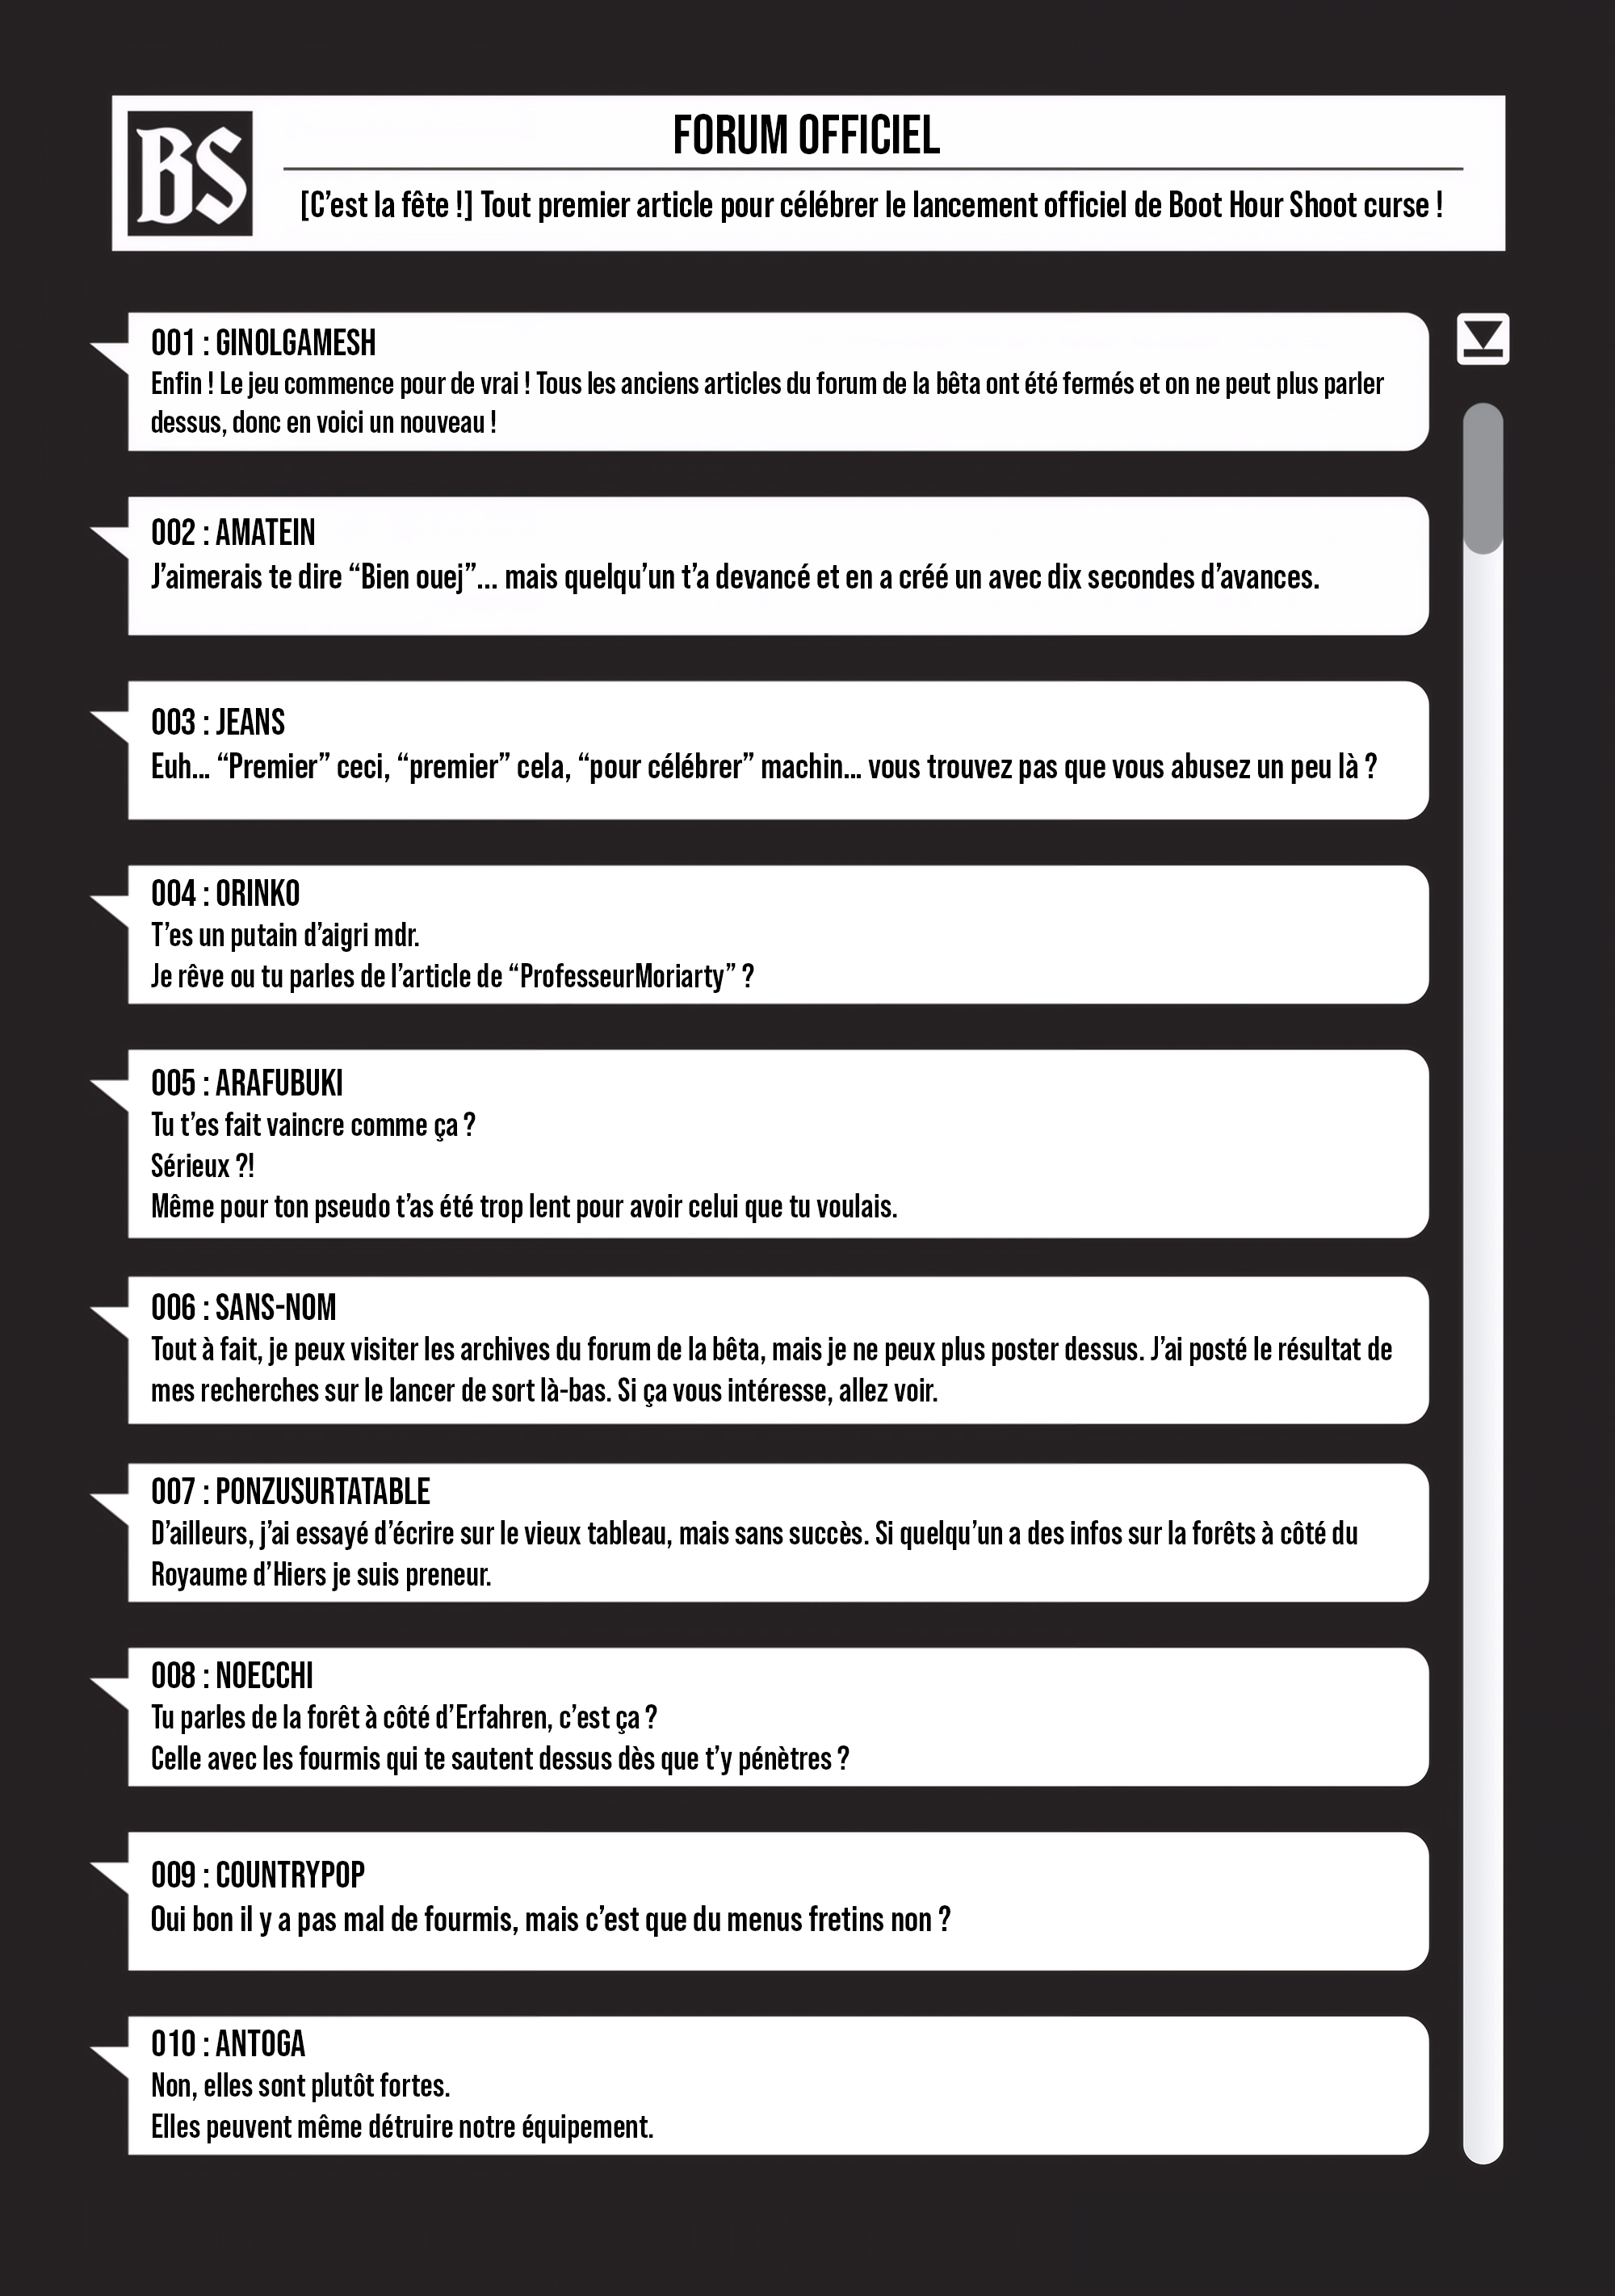 BS
FORUM OFFICIEL
[C’est la fête !] Tout premier article pour célébrer le lancement officiel de Boot Hour Shoot curse !
001 : GINOLGAMESH
Enfin ! Le jeu commence pour de vrai ! Tous les anciens articles du forum de la bêta ont été fermés et on ne peut plus parler
dessus, donc en voici un nouveau !
002 : AMATEIN
J’aimerais te dire “Bien ouej”... mais quelqu’un t’a devancé et en a créé un avec dix secondes d’avances.
003 : JEANS
Euh... “Premier” ceci, “premier” cela, “pour célébrer” machin... vous trouvez pas que vous abusez un peu là ?
004 : ORINKO
T’es un putain d’aigri mdr.
Je rêve ou tu parles de l’article de “ProfesseurMoriarty” ?
005 : ARAFUBUKI
Tu t’es fait vaincre comme ça ?
Sérieux ?!
Même pour ton pseudo t’as été trop lent pour avoir celui que tu voulais.
006 : SANS-NOM
Tout à fait, je peux visiter les archives du forum de la bêta, mais je ne peux plus poster dessus. J’ai posté le résultat de
mes recherches sur le lancer de sort là-bas. Si ça vous intéresse, allez voir.
007 : PONZUSURTATABLE
D’ailleurs, j’ai essayé d’écrire sur le vieux tableau, mais sans succès. Si quelqu’un a des infos sur la forêts à côté du
Royaume d’Hiers je suis preneur.
008 : NOECCHI
Tu parles de la forêt à côté d’Erfahren, c’est ça ?
Celle avec les fourmis qui te sautent dessus dès que t’y pénètres ?
009 : COUNTRYPOP
Oui bon il y a pas mal de fourmis, mais c’est que du menus fretins non ?
010 : ANTOGA
Non, elles sont plutôt fortes.
Elles peuvent même détruire notre équipement.